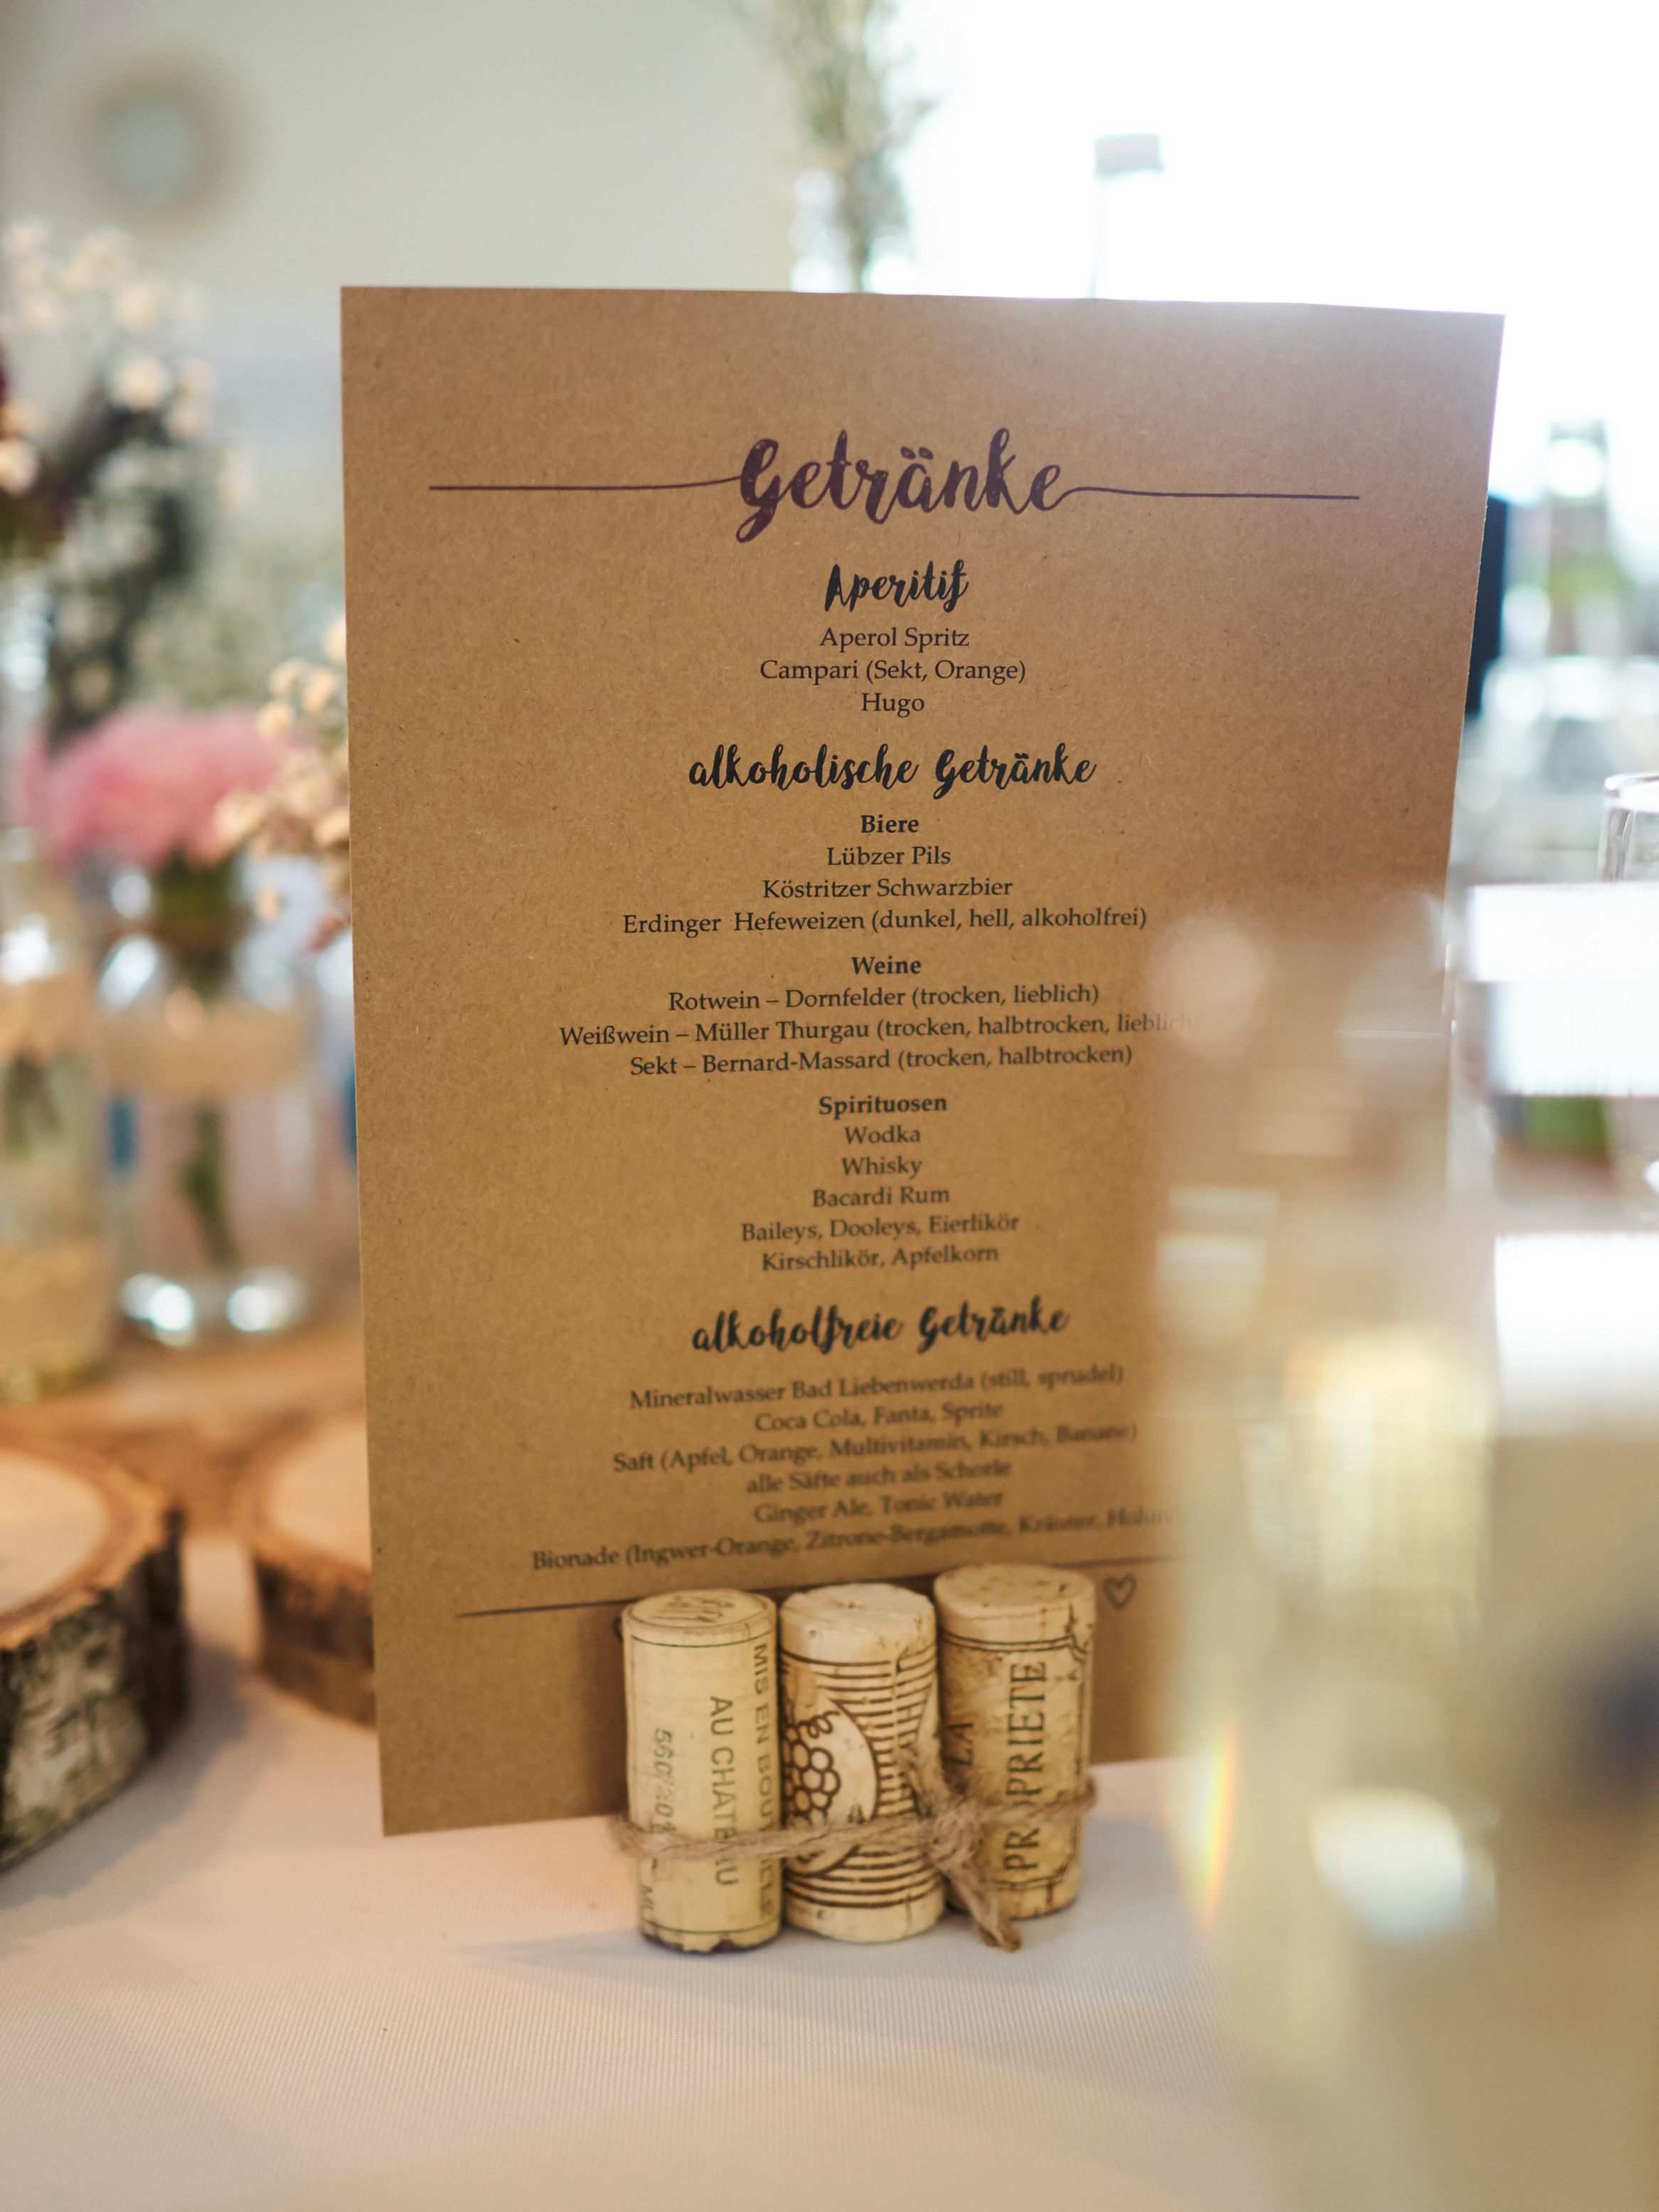 Getränke
Aperitif
Aperol Spritz
Campari (Sekt, Orange)
Hugo
alkoholische Getränke
Biere
Lübzer Pils
Köstritzer Schwarzbier
Erdinger Hefeweizen (dunkel, hell, alkoholfrei)
Weine
Rotwein – Dornfelder (trocken, lieblich)
Weißwein – Müller Thurgau (trocken, halbtrocken, lieblich
Sekt – Bernard-Massard (trocken, halbtrocken)
Spirituosen
Wodka
Whisky
Bacardi Rum
Baileys, Dooleys, Eierlikör
Kirschlikör, Apfelkorn
alkoholfreie Getränke
Mineralwasser Bad Liebenwerda (still, sprudel)
Coca Cola, Fanta, Sprite
Saft (Apfel, Orange, Multivitamin, Kirsch, Banane)
alle Säfte auch als Schorle
Ginger Ale, Tonic Water
Bionade (Ingwer-Orange, Zitrone-Bergamotte, Kräuter,
MIS EN
AU CHATEAU
LA
PROPRIETE